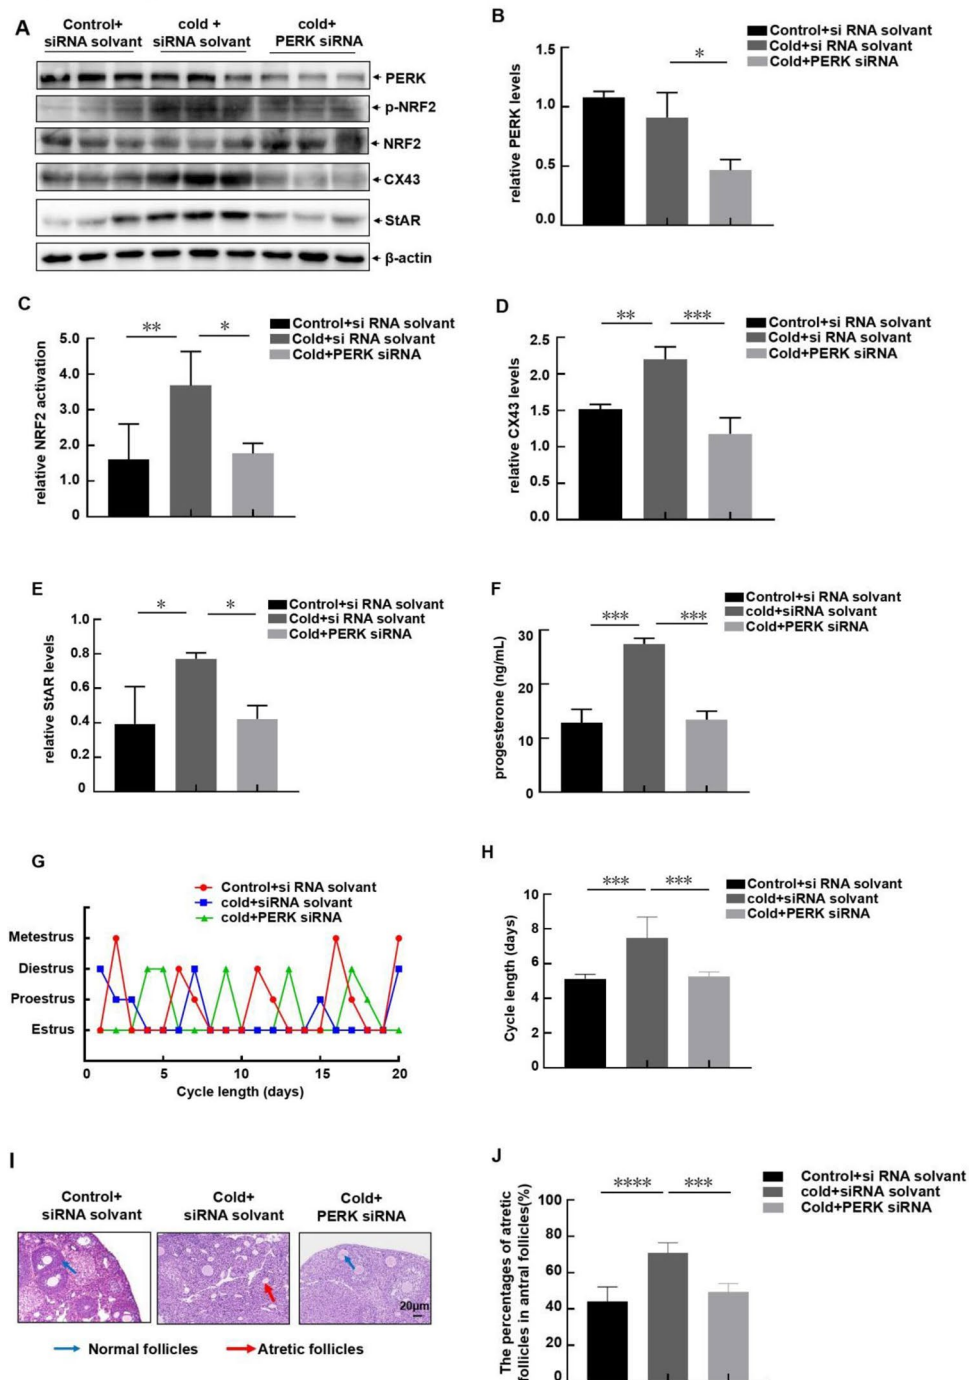 A
Control+
siRNA solvant
cold +
siRNA solvant
cold+
PERK siRNA
PERK
p-NRF2
NRF2
CX43
StAR
β-actin
B
Control+si RNA solvant
Cold+si RNA solvant
Cold+PERK siRNA
relative PERK levels
1.5
1.0
0.5
0.0
*
C
Control+si RNA solvant
Cold+si RNA solvant
Cold+PERK siRNA
relative NRF2 activation
5.0
4.0
3.0
2.0
1.0
0
**
*
D
Control+si RNA solvant
Cold+si RNA solvant
Cold+PERK siRNA
relative CX43 levels
2.5
2.0
1.5
1.0
0.5
0.0
**
***
E
Control+si RNA solvant
Cold+si RNA solvant
Cold+PERK siRNA
relative StAR levels
1.0
0.8
0.6
0.4
0.2
0
*
*
F
Control+si RNA solvant
cold+siRNA solvant
Cold+PERK siRNA
progesterone (ng/mL)
30
20
10
0
***
***
G
Control+si RNA solvant
cold+siRNA solvant
cold+PERK siRNA
Metestrus
Diestrus
Proestrus
Estrus
0 5 10 15 20
Cycle length (days)
H
Control+si RNA solvant
cold+siRNA solvant
Cold+PERK siRNA
Cycle length (days)
10
8
6
4
2
0
***
***
I
Control+
siRNA solvant
Cold+
siRNA solvant
Cold+
PERK siRNA
20μm
Normal follicles
Atretic follicles
J
Control+si RNA solvant
cold+siRNA solvant
Cold+PERK siRNA
The percentages of atretic
follicles in antral follicles(%)
100
80
60
40
20
0
****
***